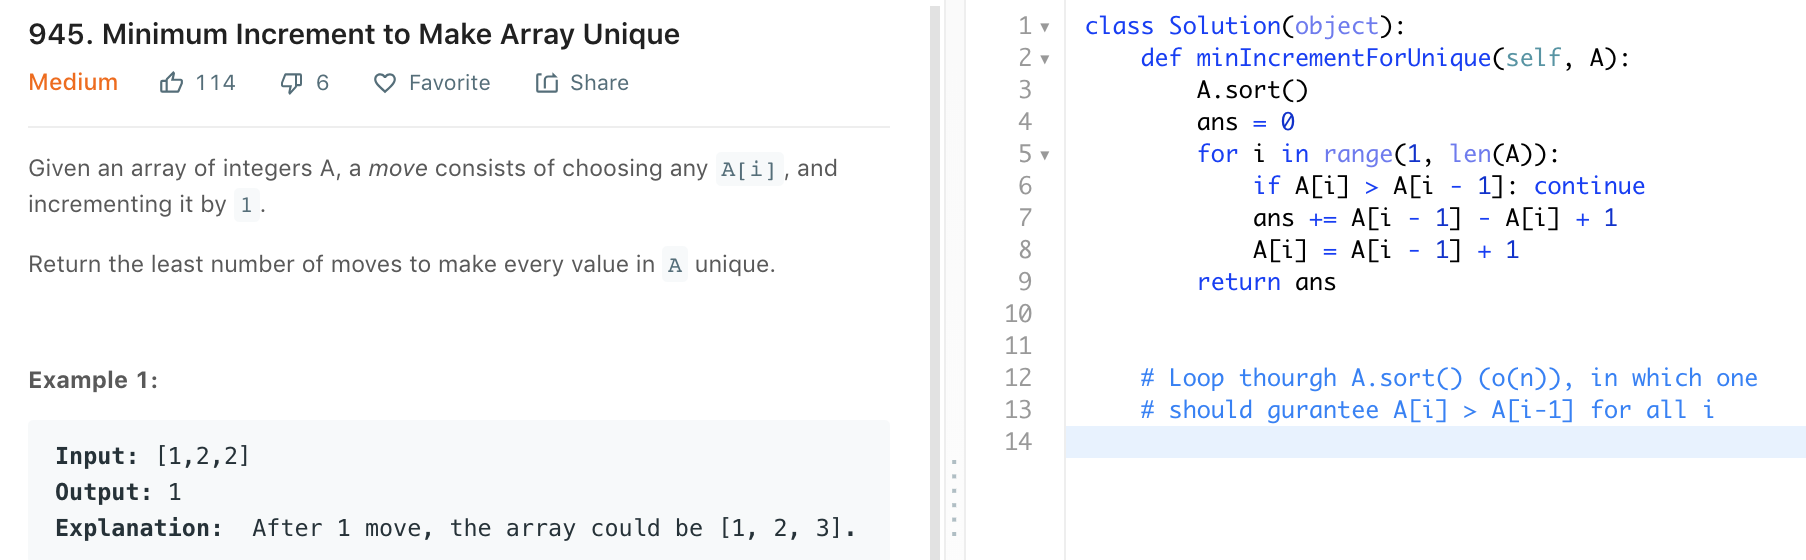 945. Minimum Increment to Make Array Unique
Medium 114 6 Favorite Share
Given an array of integers A, a move consists of choosing any A[i], and
incrementing it by 1.
Return the least number of moves to make every value in A unique.
Example 1:
Input: [1,2,2]
Output: 1
Explanation: After 1 move, the array could be [1, 2, 3].
1 class Solution(object):
2 def minIncrementForUnique(self, A):
3 A.sort()
4 ans = 0
5 for i in range(1, len(A)):
6 if A[i] > A[i - 1]: continue
7 ans += A[i - 1] - A[i] + 1
8 A[i] = A[i - 1] + 1
9 return ans
10
11
12 # Loop thourgh A.sort() (o(n)), in which one
13 # should gurantee A[i] > A[i-1] for all i
14